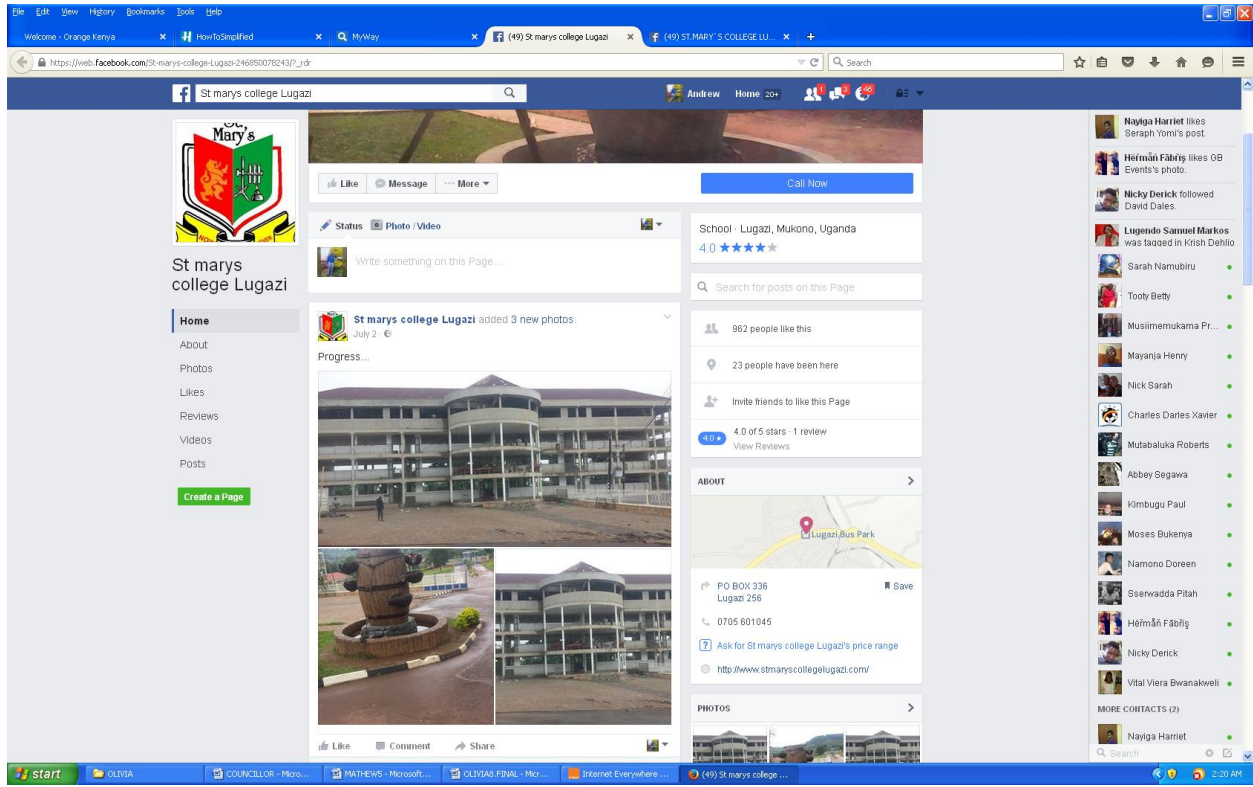 File Edit View History Bookmarks Tools Help
Welcome - Orange Kenya
HowToSimplified
MyWay
(49) St marys college Lugazi
(49) ST.MARY`S COLLEGE LU...
https://web.facebook.com/St-marys-college-Lugazi-246850078243/?_rdr
Search
St marys college Lugazi
Andrew Home 20+ 1 3 46
Mary's
St marys
college Lugazi
Home
About
Photos
Likes
Reviews
Videos
Posts
Create a Page
Like Message More
Call Now
Status Photo / Video
Write something on this Page...
St marys college Lugazi added 3 new photos.
July 2
Progress...
Like Comment Share
School · Lugazi, Mukono, Uganda
4.0
Search for posts on this Page
962 people like this
23 people have been here
Invite friends to like this Page
4.0 4.0 of 5 stars · 1 review
View Reviews
ABOUT
Lugazi Bus Park
PO BOX 336 Save
Lugazi 256
0705 601045
Ask for St marys college Lugazi's price range
http://www.stmaryscollegelugazi.com/
PHOTOS
Nayiga Harriet likes
Seraph Yomi's post.
Hëřmåñ Fãbřiş likes GB
Events's photo.
Nicky Derick followed
David Dales.
Lugendo Samuel Markos
was tagged in Krish Dehlio
Sarah Namubiru
Tooty Betty
Musiimemukama Pr...
Mayanja Henry
Nick Sarah
Charles Darles Xavier
Mutabaluka Roberts
Abbey Segawa
Kimbugu Paul
Moses Bukenya
Namono Doreen
Sserwadda Pitah
Hëřmåñ Fãbřiş
Nicky Derick
Vital Viera Bwanakweli
MORE CONTACTS (2)
Nayiga Harriet
Search
start
OLIVIA
COUNCILLOR - Micro...
MATHEWS - Microsoft...
OLIVIA8.FINAL - Micr...
Internet Everywhere ...
(49) St marys college ...
2:20 AM